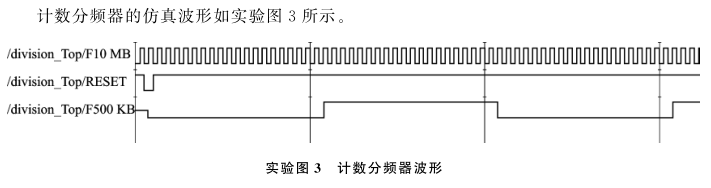 计数分频器的仿真波形如实验图 3 所示。
/division_Top/F10 MB
/division_Top/RESET
/division_Top/F500 KB
实验图 3 计数分频器波形